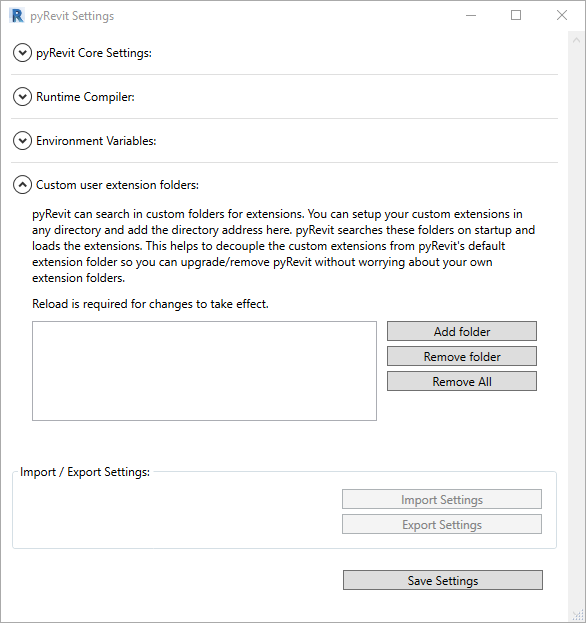 pyRevit Settings
pyRevit Core Settings:
Runtime Compiler:
Environment Variables:
Custom user extension folders:
pyRevit can search in custom folders for extensions. You can setup your custom extensions in
any directory and add the directory address here. pyRevit searches these folders on startup and
loads the extensions. This helps to decouple the custom extensions from pyRevit's default
extension folder so you can upgrade/remove pyRevit without worrying about your own
extension folders.
Reload is required for changes to take effect.
Add folder
Remove folder
Remove All
Import / Export Settings:
Import Settings
Export Settings
Save Settings